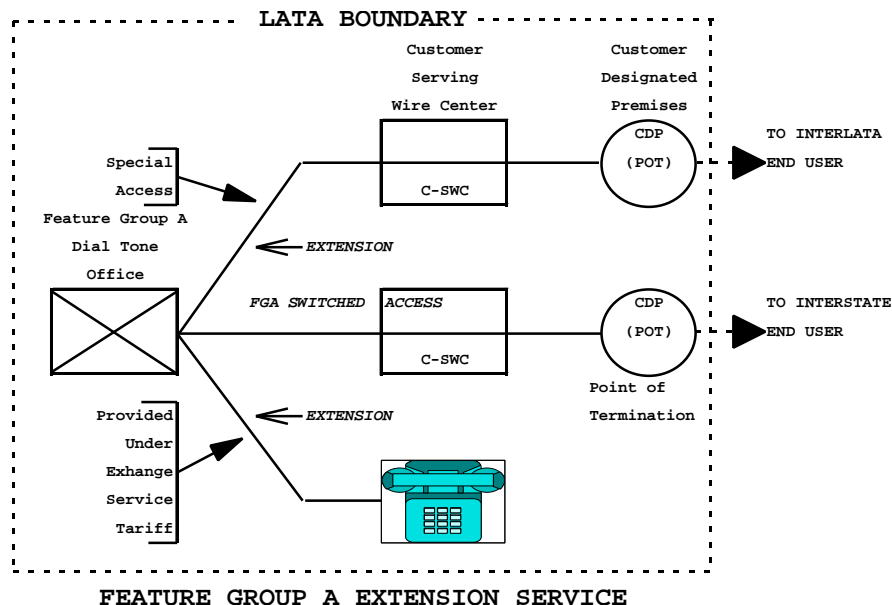 LATA BOUNDARY
Customer
Serving
Wire Center
Customer
Designated
Premises
CDP
(POT)
TO INTERLATA
END USER
C-SWC
Special
Access
Feature Group A
Dial Tone
Office
EXTENSION
FGA SWITCHED ACCESS
CDP
(POT)
TO INTERSTATE
END USER
C-SWC
Point of
Termination
EXTENSION
Provided
Under
Exhange
Service
Tariff
FEATURE GROUP A EXTENSION SERVICE